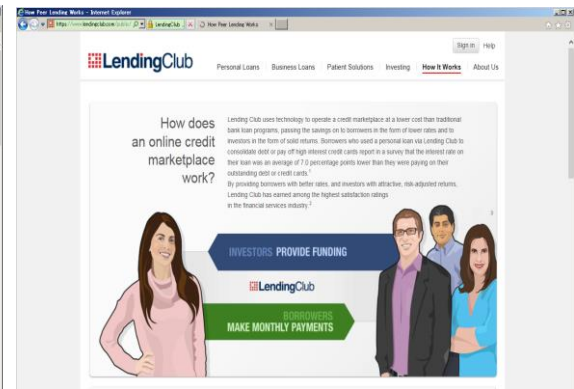 How Peer Lending Works - Internet Explorer
LendingClub
How Peer Lending Works
Sign In Help
LendingClub
Personal Loans Business Loans Patient Solutions Investing How It Works About Us
How does
an online credit
marketplace
work?
Lending Club uses technology to operate a credit marketplace at a lower cost than traditional
bank loan programs, passing the savings on to borrowers in the form of lower rates and to
investors in the form of solid returns. Borrowers who used a personal loan via Lending Club to
consolidate debt or pay off high interest credit cards report in a survey that the interest rate on
their loan was an average of 7.0 percentage points lower than they were paying on their
outstanding debt or credit cards.1
By providing borrowers with better rates, and investors with attractive, risk-adjusted returns,
Lending Club has earned among the highest satisfaction ratings
in the financial services industry.2
INVESTORS PROVIDE FUNDING
LendingClub
BORROWERS
MAKE MONTHLY PAYMENTS